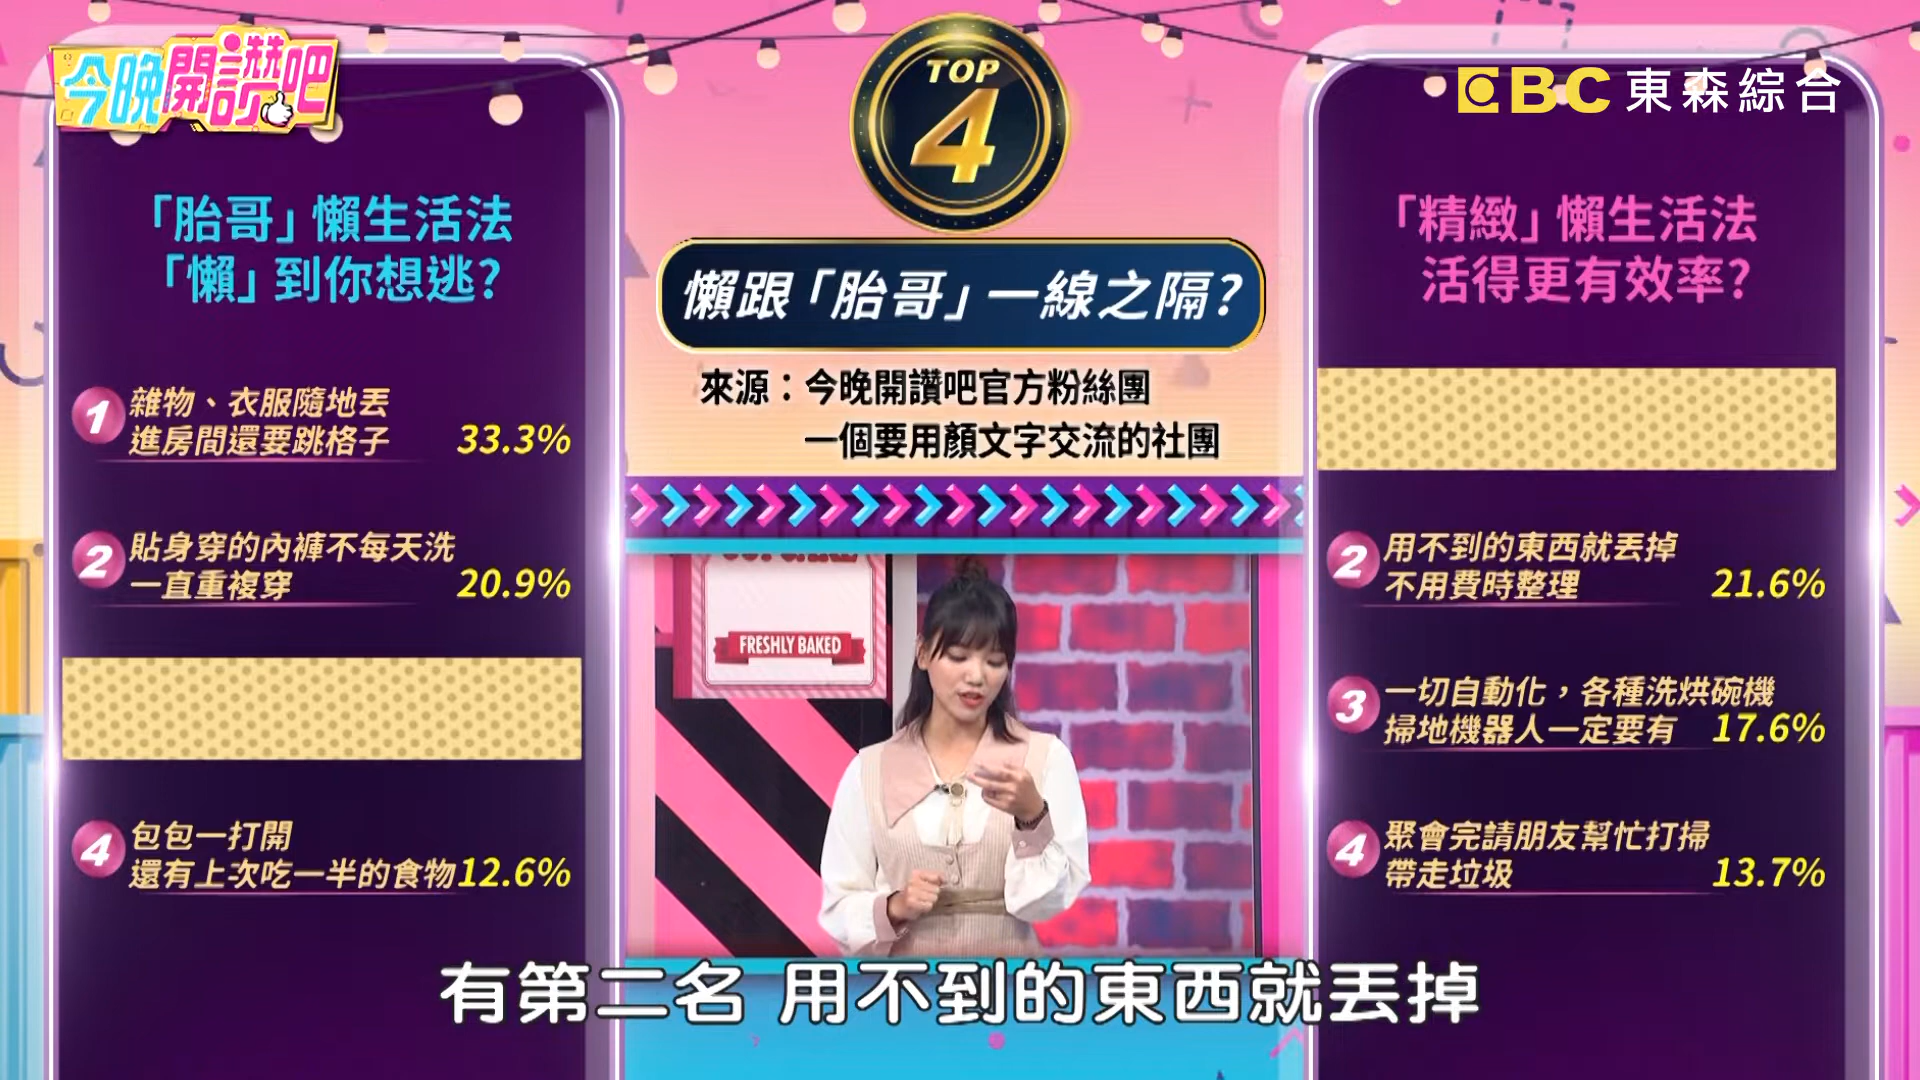 今晚開讚吧
EBC 東森綜合
TOP
4
懶跟「胎哥」一線之隔?
來源：今晚開讚吧官方粉絲團
一個要用顏文字交流的社團
「胎哥」懶生活法
「懶」到你想逃?
1 雜物、衣服隨地丟
進房間還要跳格子 33.3%
2 貼身穿的內褲不每天洗
一直重複穿 20.9%
4 包包一打開
還有上次吃一半的食物 12.6%
「精緻」懶生活法
活得更有效率?
2 用不到的東西就丟掉
不用費時整理 21.6%
3 一切自動化，各種洗烘碗機
掃地機器人一定要有 17.6%
4 聚會完請朋友幫忙打掃
帶走垃圾 13.7%
FRESHLY BAKED
有第二名 用不到的東西就丟掉